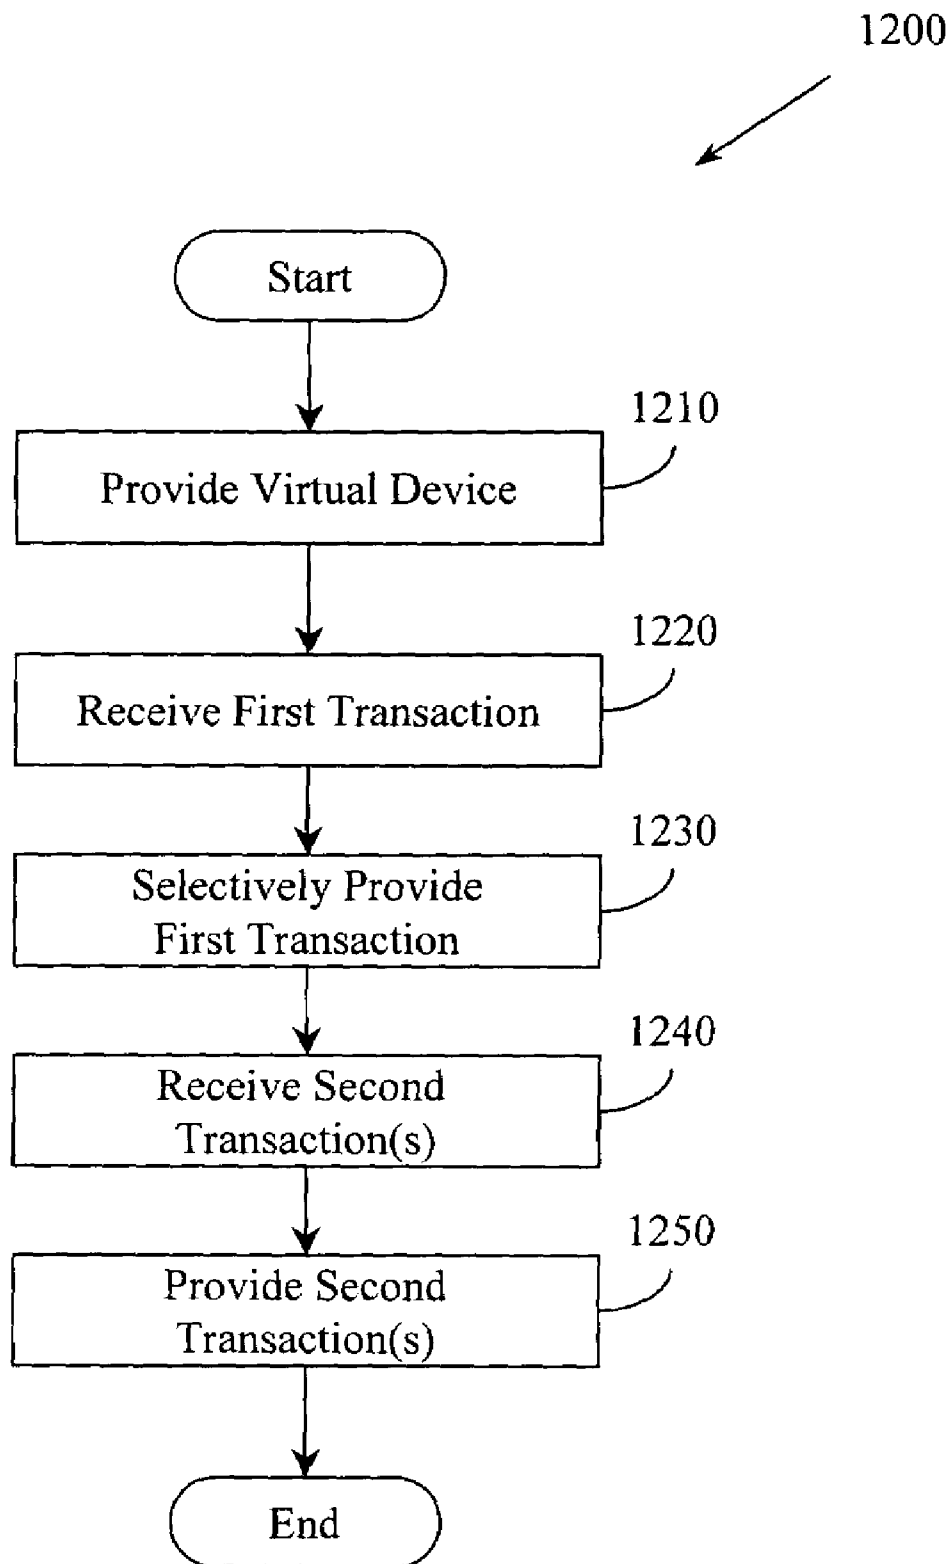 1200
Start
1210
Provide Virtual Device
1220
Receive First Transaction
1230
Selectively Provide
First Transaction
1240
Receive Second
Transaction(s)
1250
Provide Second
Transaction(s)
End